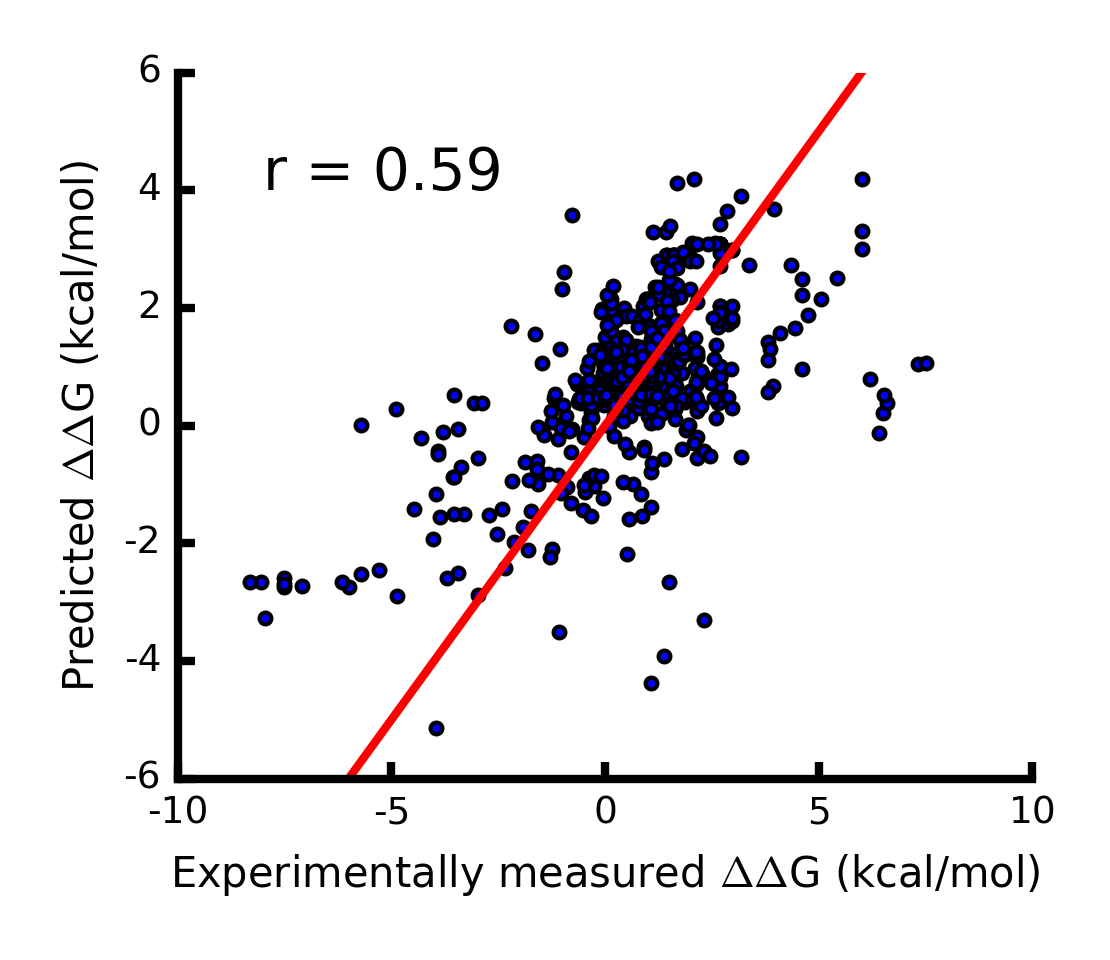 6
r = 0.59
4
2
0
-2
-4
-6
Predicted ΔΔG (kcal/mol)
-10 -5 0 5 10
Experimentally measured ΔΔG (kcal/mol)